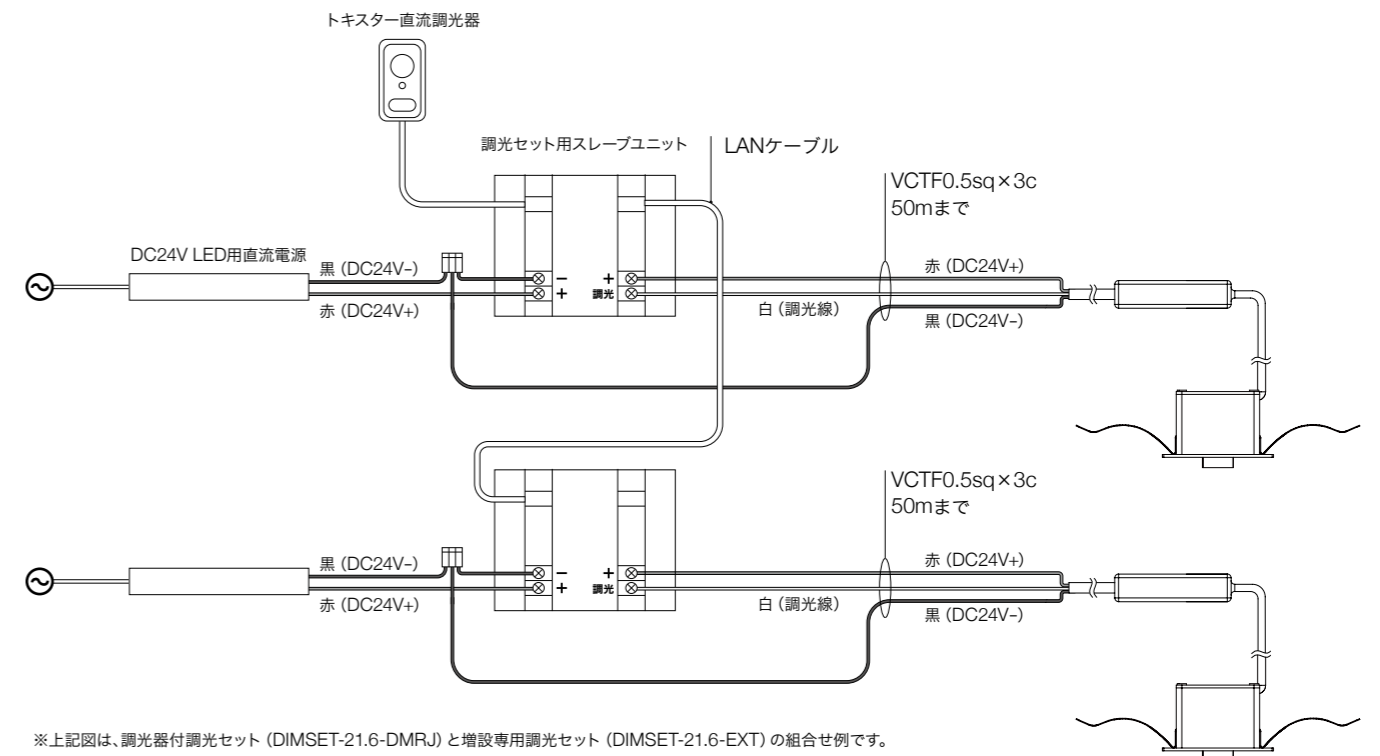 トキスター直流調光器
調光セット用スレーブユニット
LANケーブル
VCTF0.5sq×3c
50mまで
DC24V LED用直流電源
黒（DC24V-）
赤（DC24V+）
−
+
+
調光
赤（DC24V+）
白（調光線）
黒（DC24V-）
VCTF0.5sq×3c
50mまで
黒（DC24V-）
赤（DC24V+）
−
+
+
調光
赤（DC24V+）
白（調光線）
黒（DC24V-）
※上記図は、調光器付調光セット（DIMSET-21.6-DMRJ）と増設専用調光セット（DIMSET-21.6-EXT）の組合せ例です。